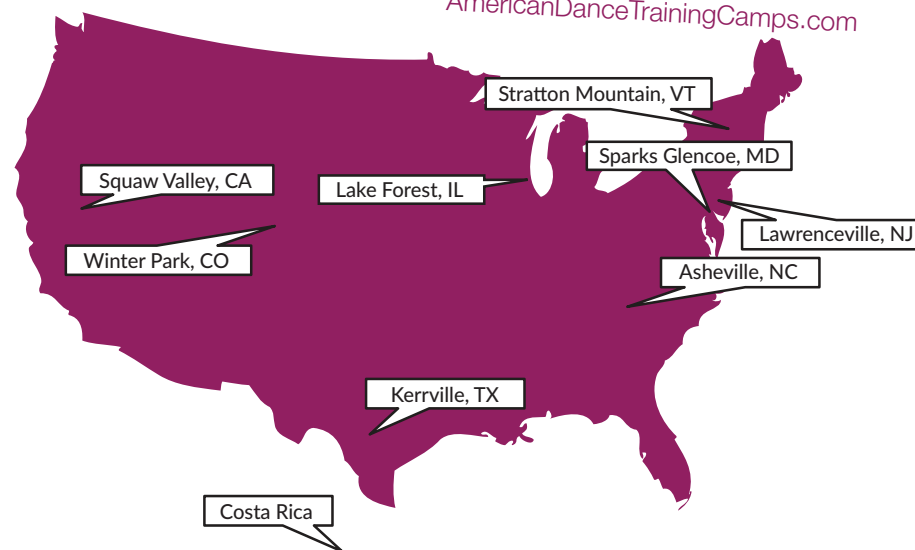 AmericanDanceTrainingCamps.com
Stratton Mountain, VT
Sparks Glencoe, MD
Squaw Valley, CA
Lake Forest, IL
Lawrenceville, NJ
Winter Park, CO
Asheville, NC
Kerrville, TX
Costa Rica